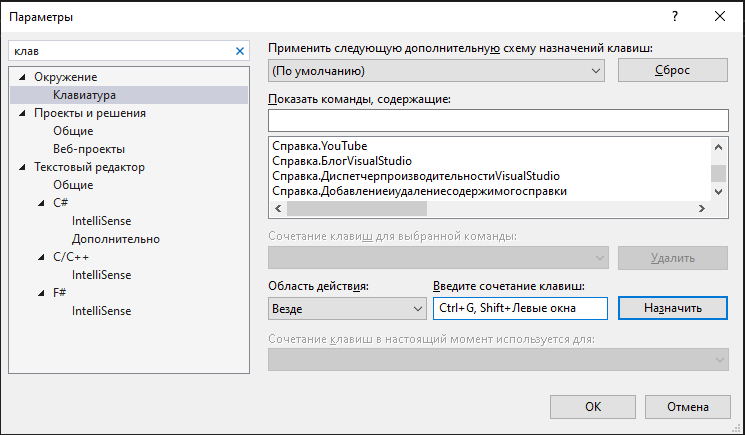 Параметры
клав
Окружение
Клавиатура
Проекты и решения
Общие
Веб-проекты
Текстовый редактор
Общие
C#
IntelliSense
Дополнительно
C/C++
IntelliSense
F#
IntelliSense
Применить следующую дополнительную схему назначений клавиш:
(По умолчанию)
Сброс
Показать команды, содержащие:
Справка.YouTube
Справка.БлогVisualStudio
Справка.ДиспетчерпроизводительностиVisualStudio
Справка.Добавлениеиудалениесодержимогосправки
Сочетание клавиш для выбранной команды:
Удалить
Область действия:
Введите сочетание клавиш:
Везде
Ctrl+G, Shift+Левые окна
Назначить
Сочетание клавиш в настоящий момент используется для:
ОК
Отмена